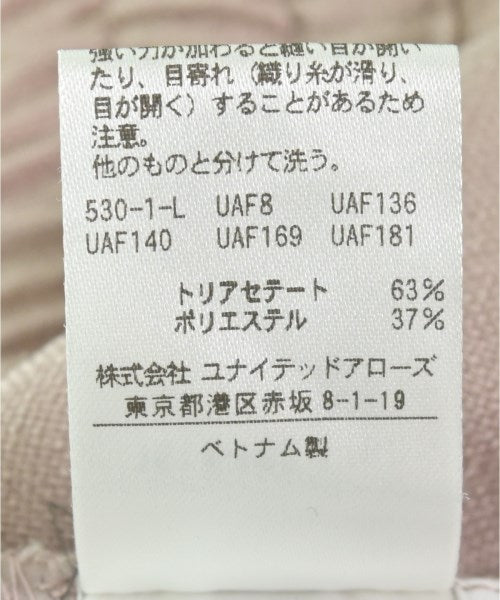 強い力が加わると縫い目が開い
たり、目寄れ（織り糸が滑り、
目が開く）することがあるため
注意。
他のものと分けて洗う。
530-1-L UAF8 UAF136
UAF140 UAF169 UAF181
トリアセテート 63%
ポリエステル 37%
株式会社 ユナイテッドアローズ
東京都港区赤坂 8-1-19
ベトナム製